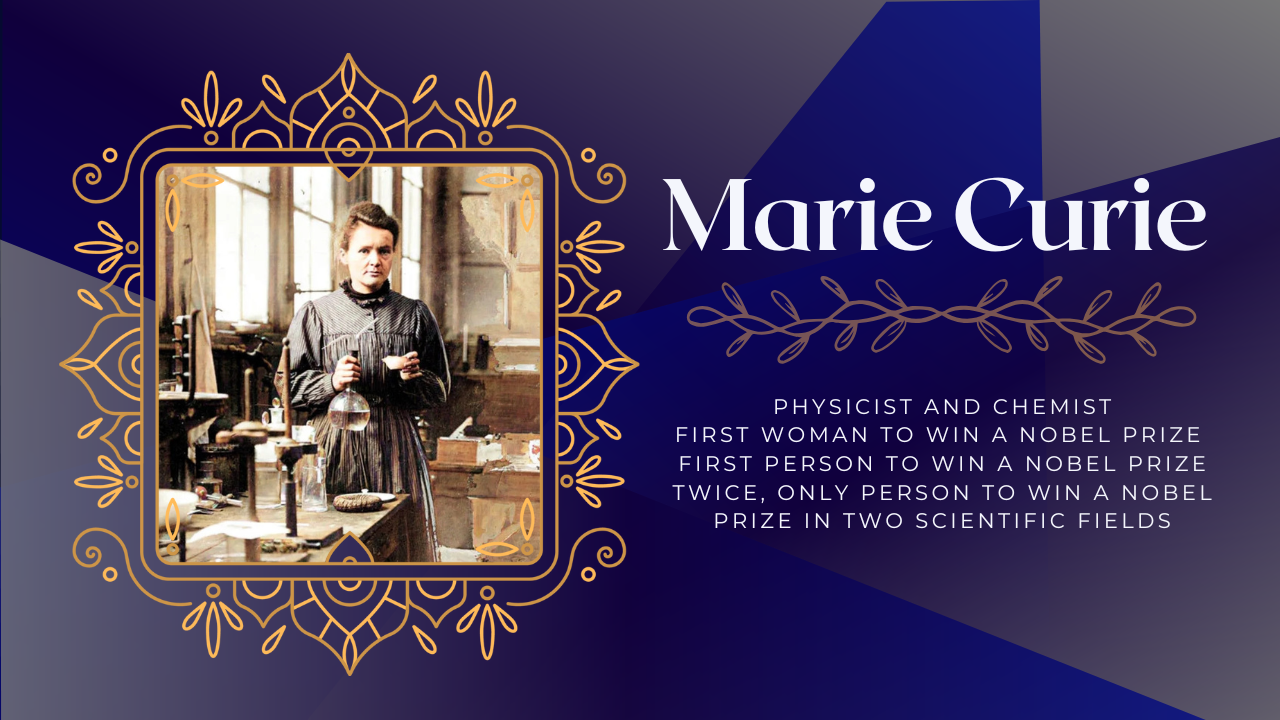 Marie Curie
PHYSICIST AND CHEMIST
FIRST WOMAN TO WIN A NOBEL PRIZE
FIRST PERSON TO WIN A NOBEL PRIZE
TWICE, ONLY PERSON TO WIN A NOBEL
PRIZE IN TWO SCIENTIFIC FIELDS